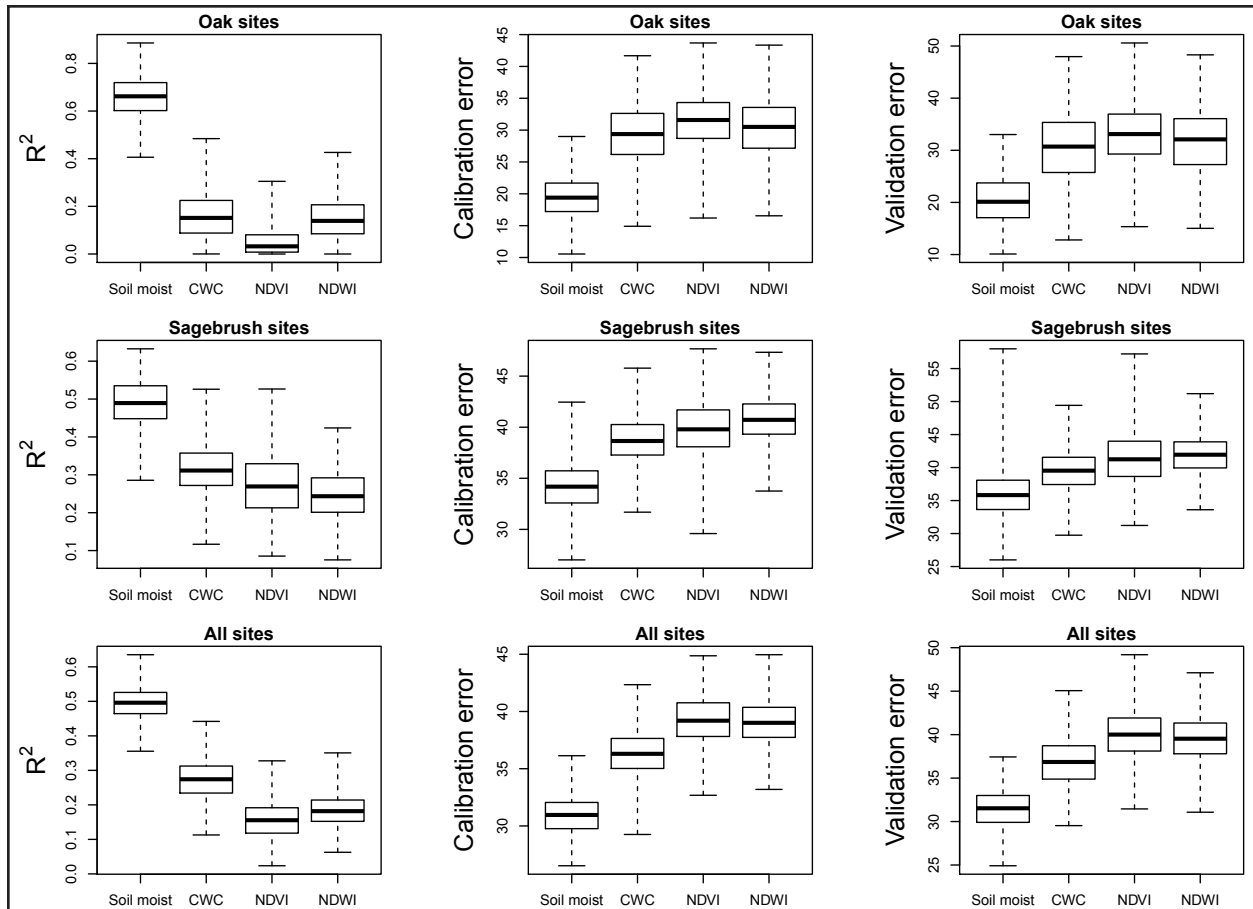 Oak sites
R²
0.0 0.2 0.4 0.6 0.8
Soil moist CWC NDVI NDWI
Oak sites
Calibration error
10 15 20 25 30 35 40 45
Soil moist CWC NDVI NDWI
Oak sites
Validation error
10 20 30 40 50
Soil moist CWC NDVI NDWI
Sagebrush sites
R²
0.1 0.2 0.3 0.4 0.5 0.6
Soil moist CWC NDVI NDWI
Sagebrush sites
Calibration error
30 35 40 45
Soil moist CWC NDVI NDWI
Sagebrush sites
Validation error
25 30 35 40 45 50 55
Soil moist CWC NDVI NDWI
All sites
R²
0.0 0.1 0.2 0.3 0.4 0.5 0.6
Soil moist CWC NDVI NDWI
All sites
Calibration error
30 35 40 45
Soil moist CWC NDVI NDWI
All sites
Validation error
25 30 35 40 45 50
Soil moist CWC NDVI NDWI